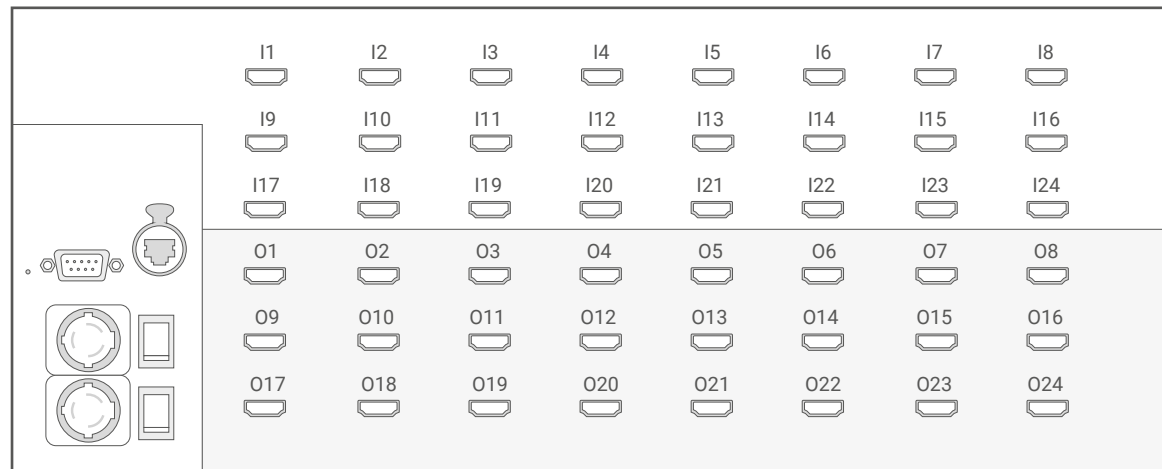 I1 I2 I3 I4 I5 I6 I7 I8
I9 I10 I11 I12 I13 I14 I15 I16
I17 I18 I19 I20 I21 I22 I23 I24
O1 O2 O3 O4 O5 O6 O7 O8
O9 O10 O11 O12 O13 O14 O15 O16
O17 O18 O19 O20 O21 O22 O23 O24